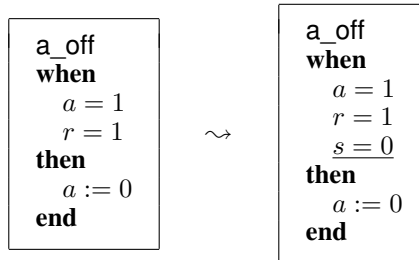 a_off
when
a = 1
r = 1
then
a := 0
end
⇝
a_off
when
a = 1
r = 1
s = 0
then
a := 0
end